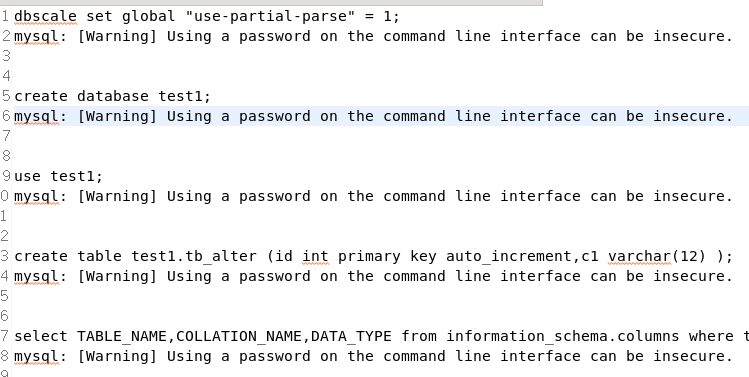 1 dbscale set global "use-partial-parse" = 1;
2 mysql: [Warning] Using a password on the command line interface can be insecure.
3
4
5 create database test1;
6 mysql: [Warning] Using a password on the command line interface can be insecure.
7
8
9 use test1;
0 mysql: [Warning] Using a password on the command line interface can be insecure.
1
2
3 create table test1.tb_alter (id int primary key auto_increment,c1 varchar(12) );
4 mysql: [Warning] Using a password on the command line interface can be insecure.
5
6
7 select TABLE_NAME,COLLATION_NAME,DATA_TYPE from information_schema.columns where t
8 mysql: [Warning] Using a password on the command line interface can be insecure.
9